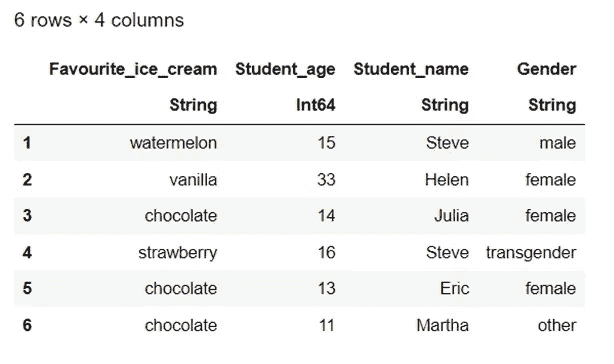 6 rows × 4 columns
Favourite_ice_cream Student_age Student_name Gender
String Int64 String String
1 watermelon 15 Steve male
2 vanilla 33 Helen female
3 chocolate 14 Julia female
4 strawberry 16 Steve transgender
5 chocolate 13 Eric female
6 chocolate 11 Martha other